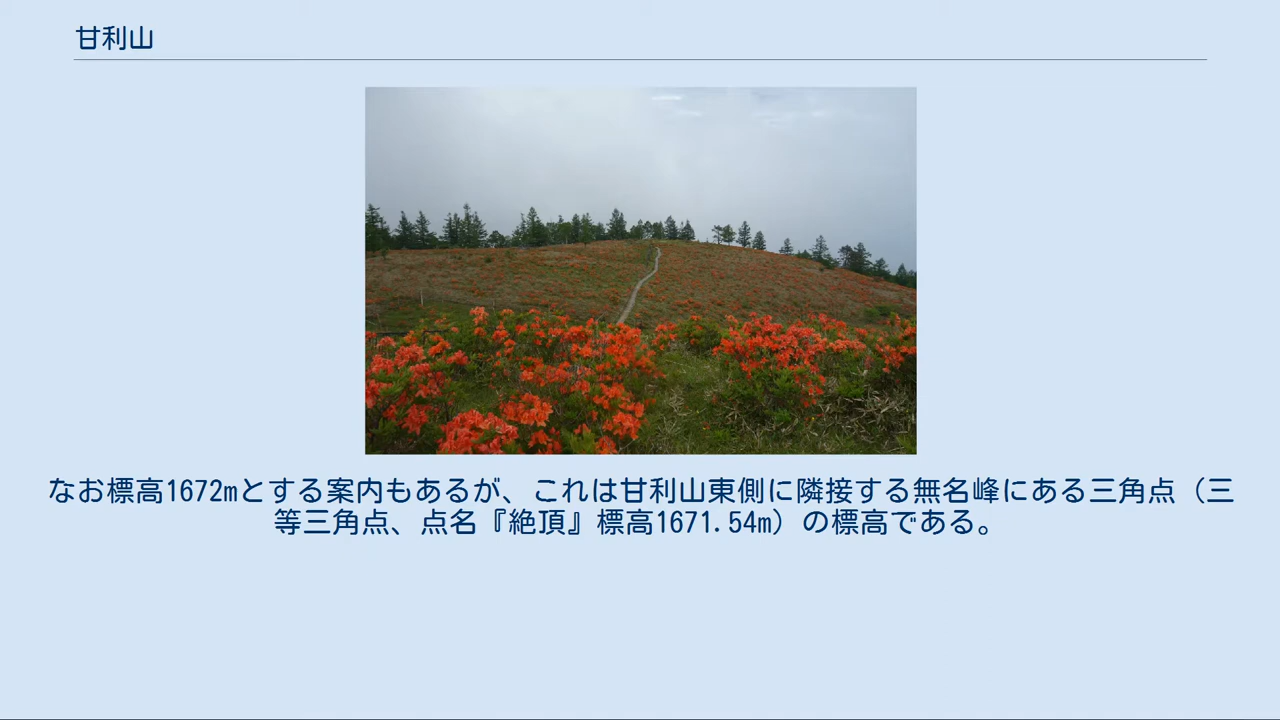 甘利山
なお標高1672mとする案内もあるが、これは甘利山東側に隣接する無名峰にある三角点（三
等三角点、点名『絶頂』標高1671.54m）の標高である。